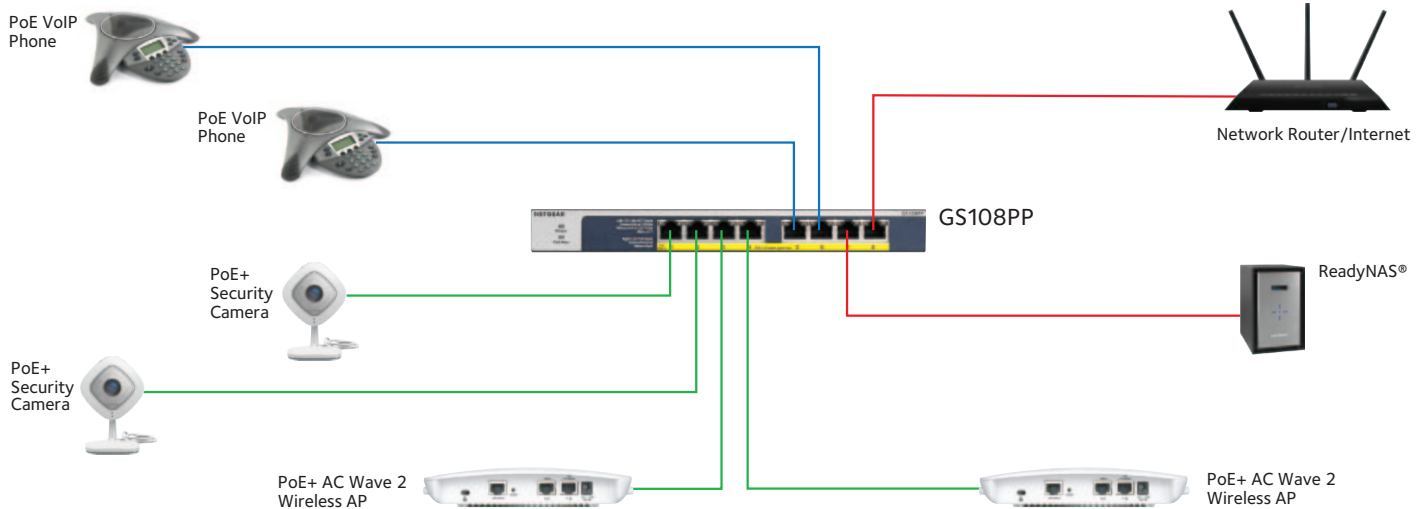 PoE VoIP
Phone
PoE VoIP
Phone
Network Router/Internet
NETGEAR
GS108PP
GS108PP
ReadyNAS®
PoE+
Security
Camera
PoE+
Security
Camera
PoE+ AC Wave 2
Wireless AP
PoE+ AC Wave 2
Wireless AP